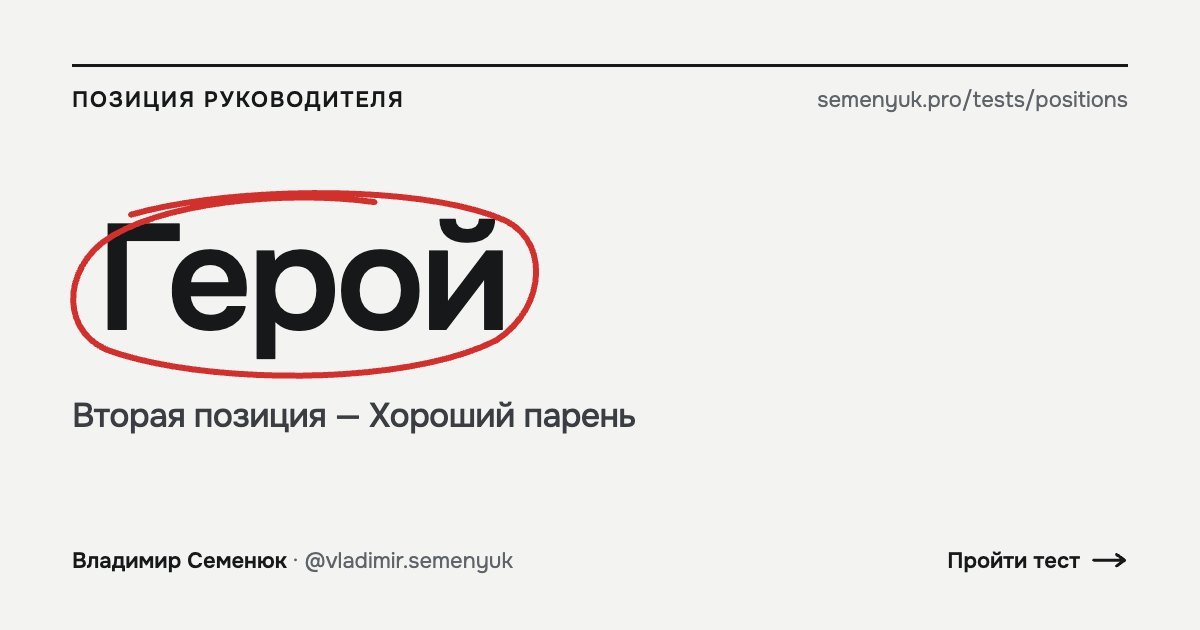 ПОЗИЦИЯ РУКОВОДИТЕЛЯ
semenyuk.pro/tests/positions
Герой
Вторая позиция — Хороший парень
Владимир Семенюк · @vladimir.semenyuk
Пройти тест →